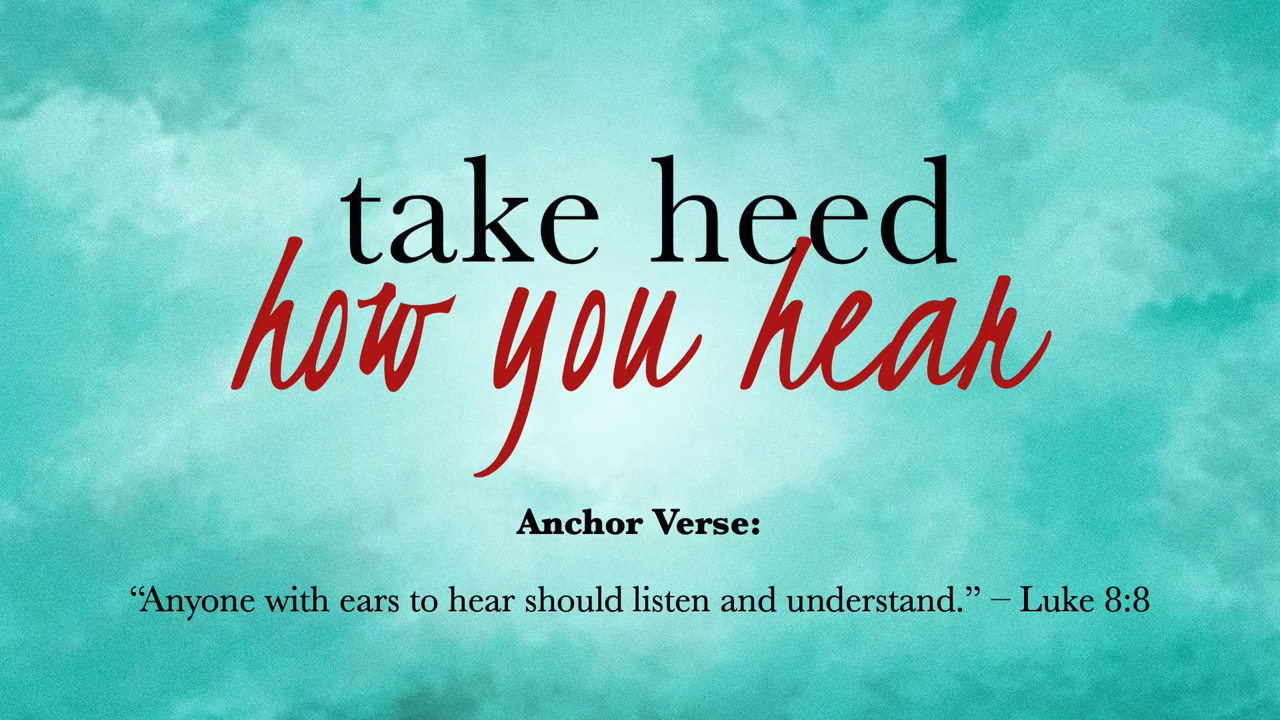 take heed
how you hear
Anchor Verse:
“Anyone with ears to hear should listen and understand.” – Luke 8:8